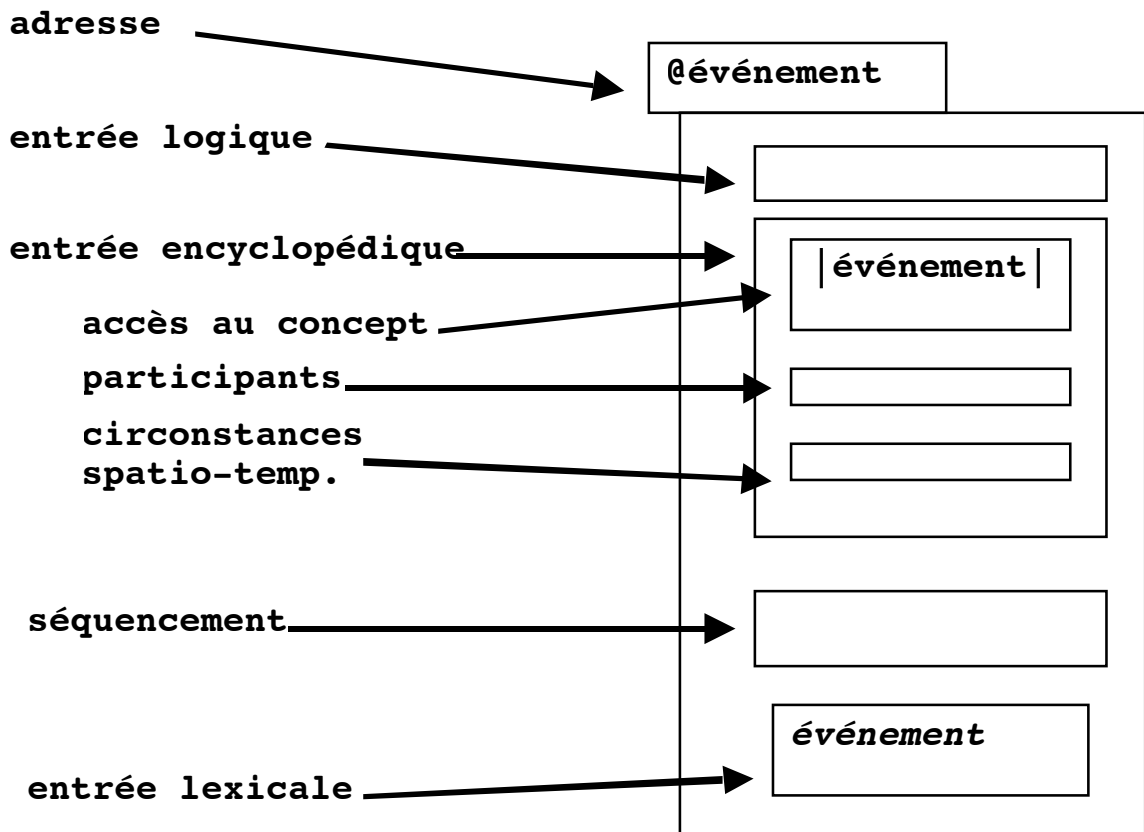 adresse
@événement
entrée logique
entrée encyclopédique
|événement|
accès au concept
participants
circonstances
spatio-temp.
séquencement
événement
entrée lexicale